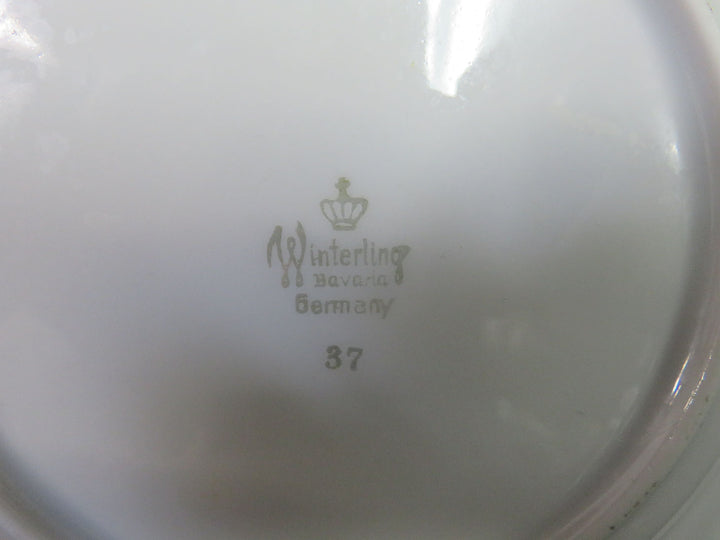 Winterling
Bavaria
Germany
37